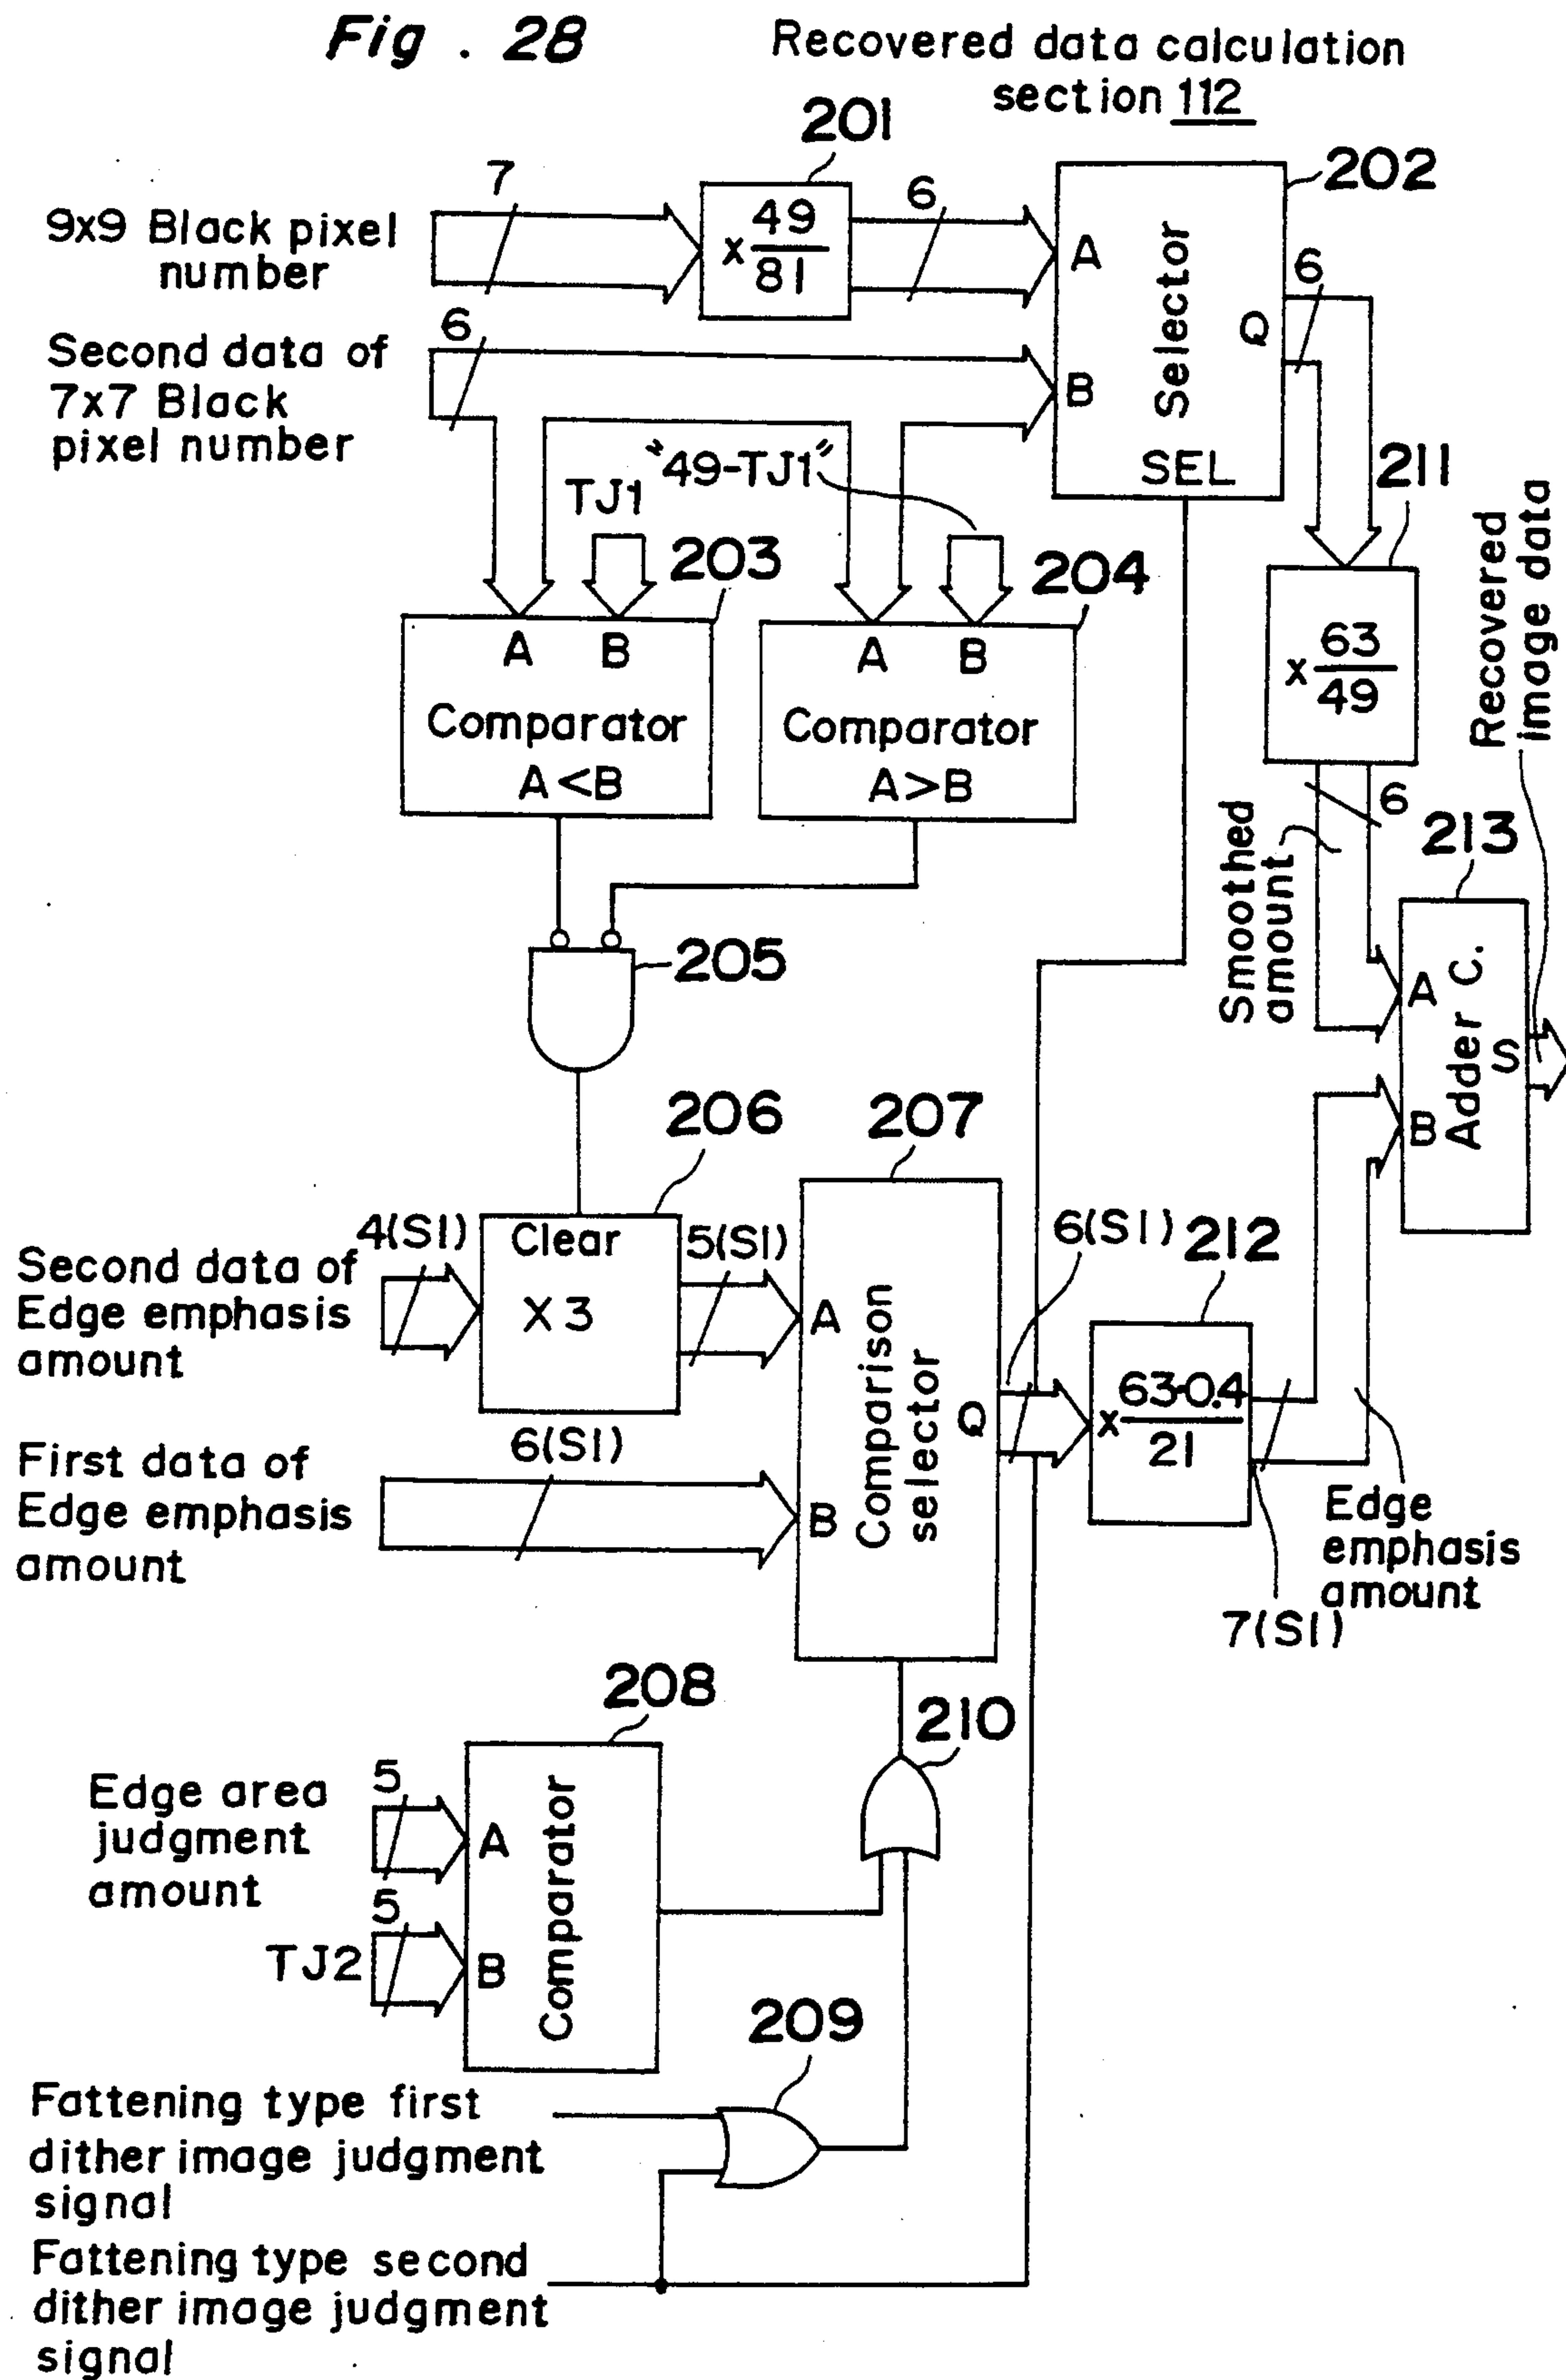 Fig. 28
Recovered data calculation
section 112
201
7
6
202
9x9 Black pixel
number
x 49
81
A
Selector
6
6
Q
Second data of
7x7 Black
pixel number
B
"49-TJ1"
SEL
211
TJ1
203
204
Recovered
image data
A B
A B
x 63
49
Comparator
Comparator
A<B
A>B
6
Smoothed
amount
213
205
A
Adder C.
S
B
206
207
4(S1)
Clear
5(S1)
6(S1)
212
Second data of
Edge emphasis
amount
X 3
A
Comparison
selector
63·0.4
x
21
Q
First data of
Edge emphasis
amount
6(S1)
B
Edge
emphasis
amount
7(S1)
208
210
Edge area
judgment
amount
5
A
Comparator
5
TJ2
B
209
Fattening type first
dither image judgment
signal
Fattening type second
dither image judgment
signal